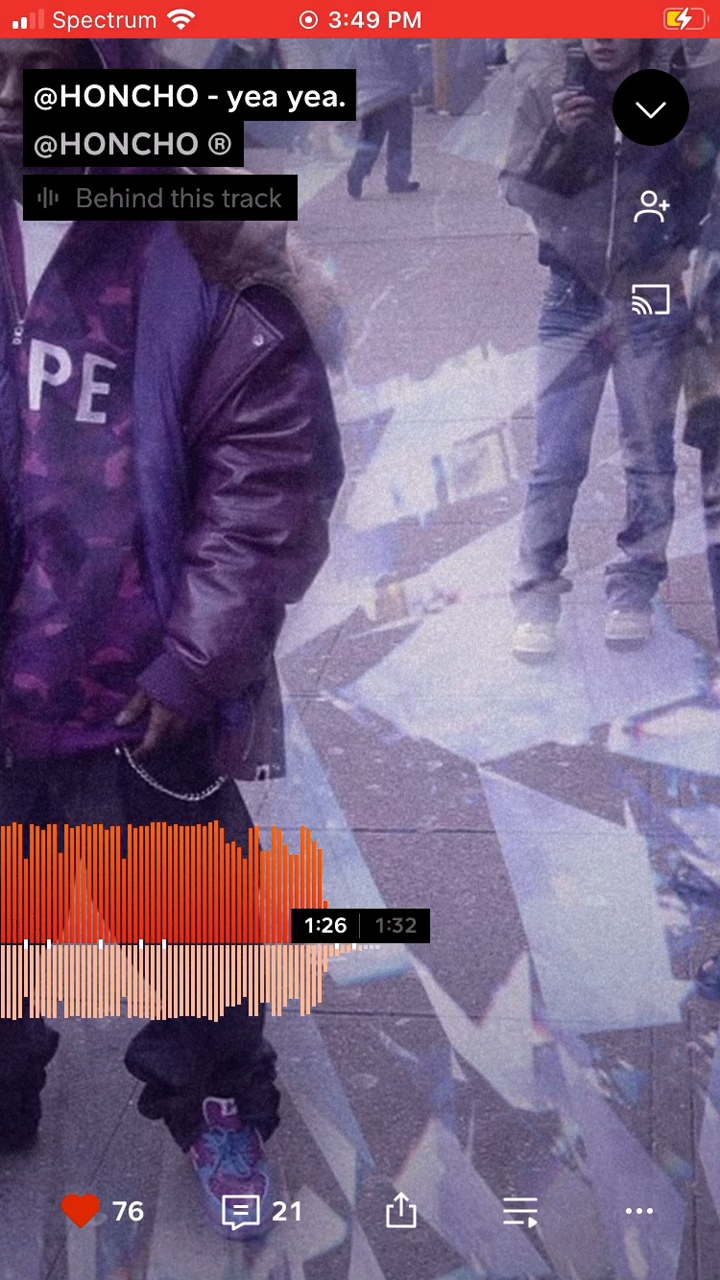 Spectrum 3:49 PM
@HONCHO - yea yea.
@HONCHO ®
Behind this track
PE
1:26 1:32
76 21